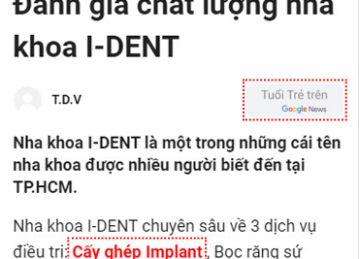 Đánh giá chất lượng nha
khoa I-DENT
T.D.V
Tuổi Trẻ trên
Google News
Nha khoa I-DENT là một trong những cái tên
nha khoa được nhiều người biết đến tại
TP.HCM.
Nha khoa I-DENT chuyên sâu về 3 dịch vụ
điều trị: Cấy ghép Implant, Bọc răng sứ